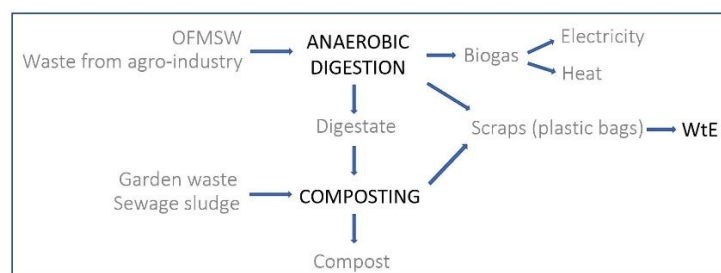 OFMSW
Waste from agro-industry
ANAEROBIC
DIGESTION
Biogas
Electricity
Heat
Digestate
Scraps (plastic bags)
WtE
Garden waste
Sewage sludge
COMPOSTING
Compost